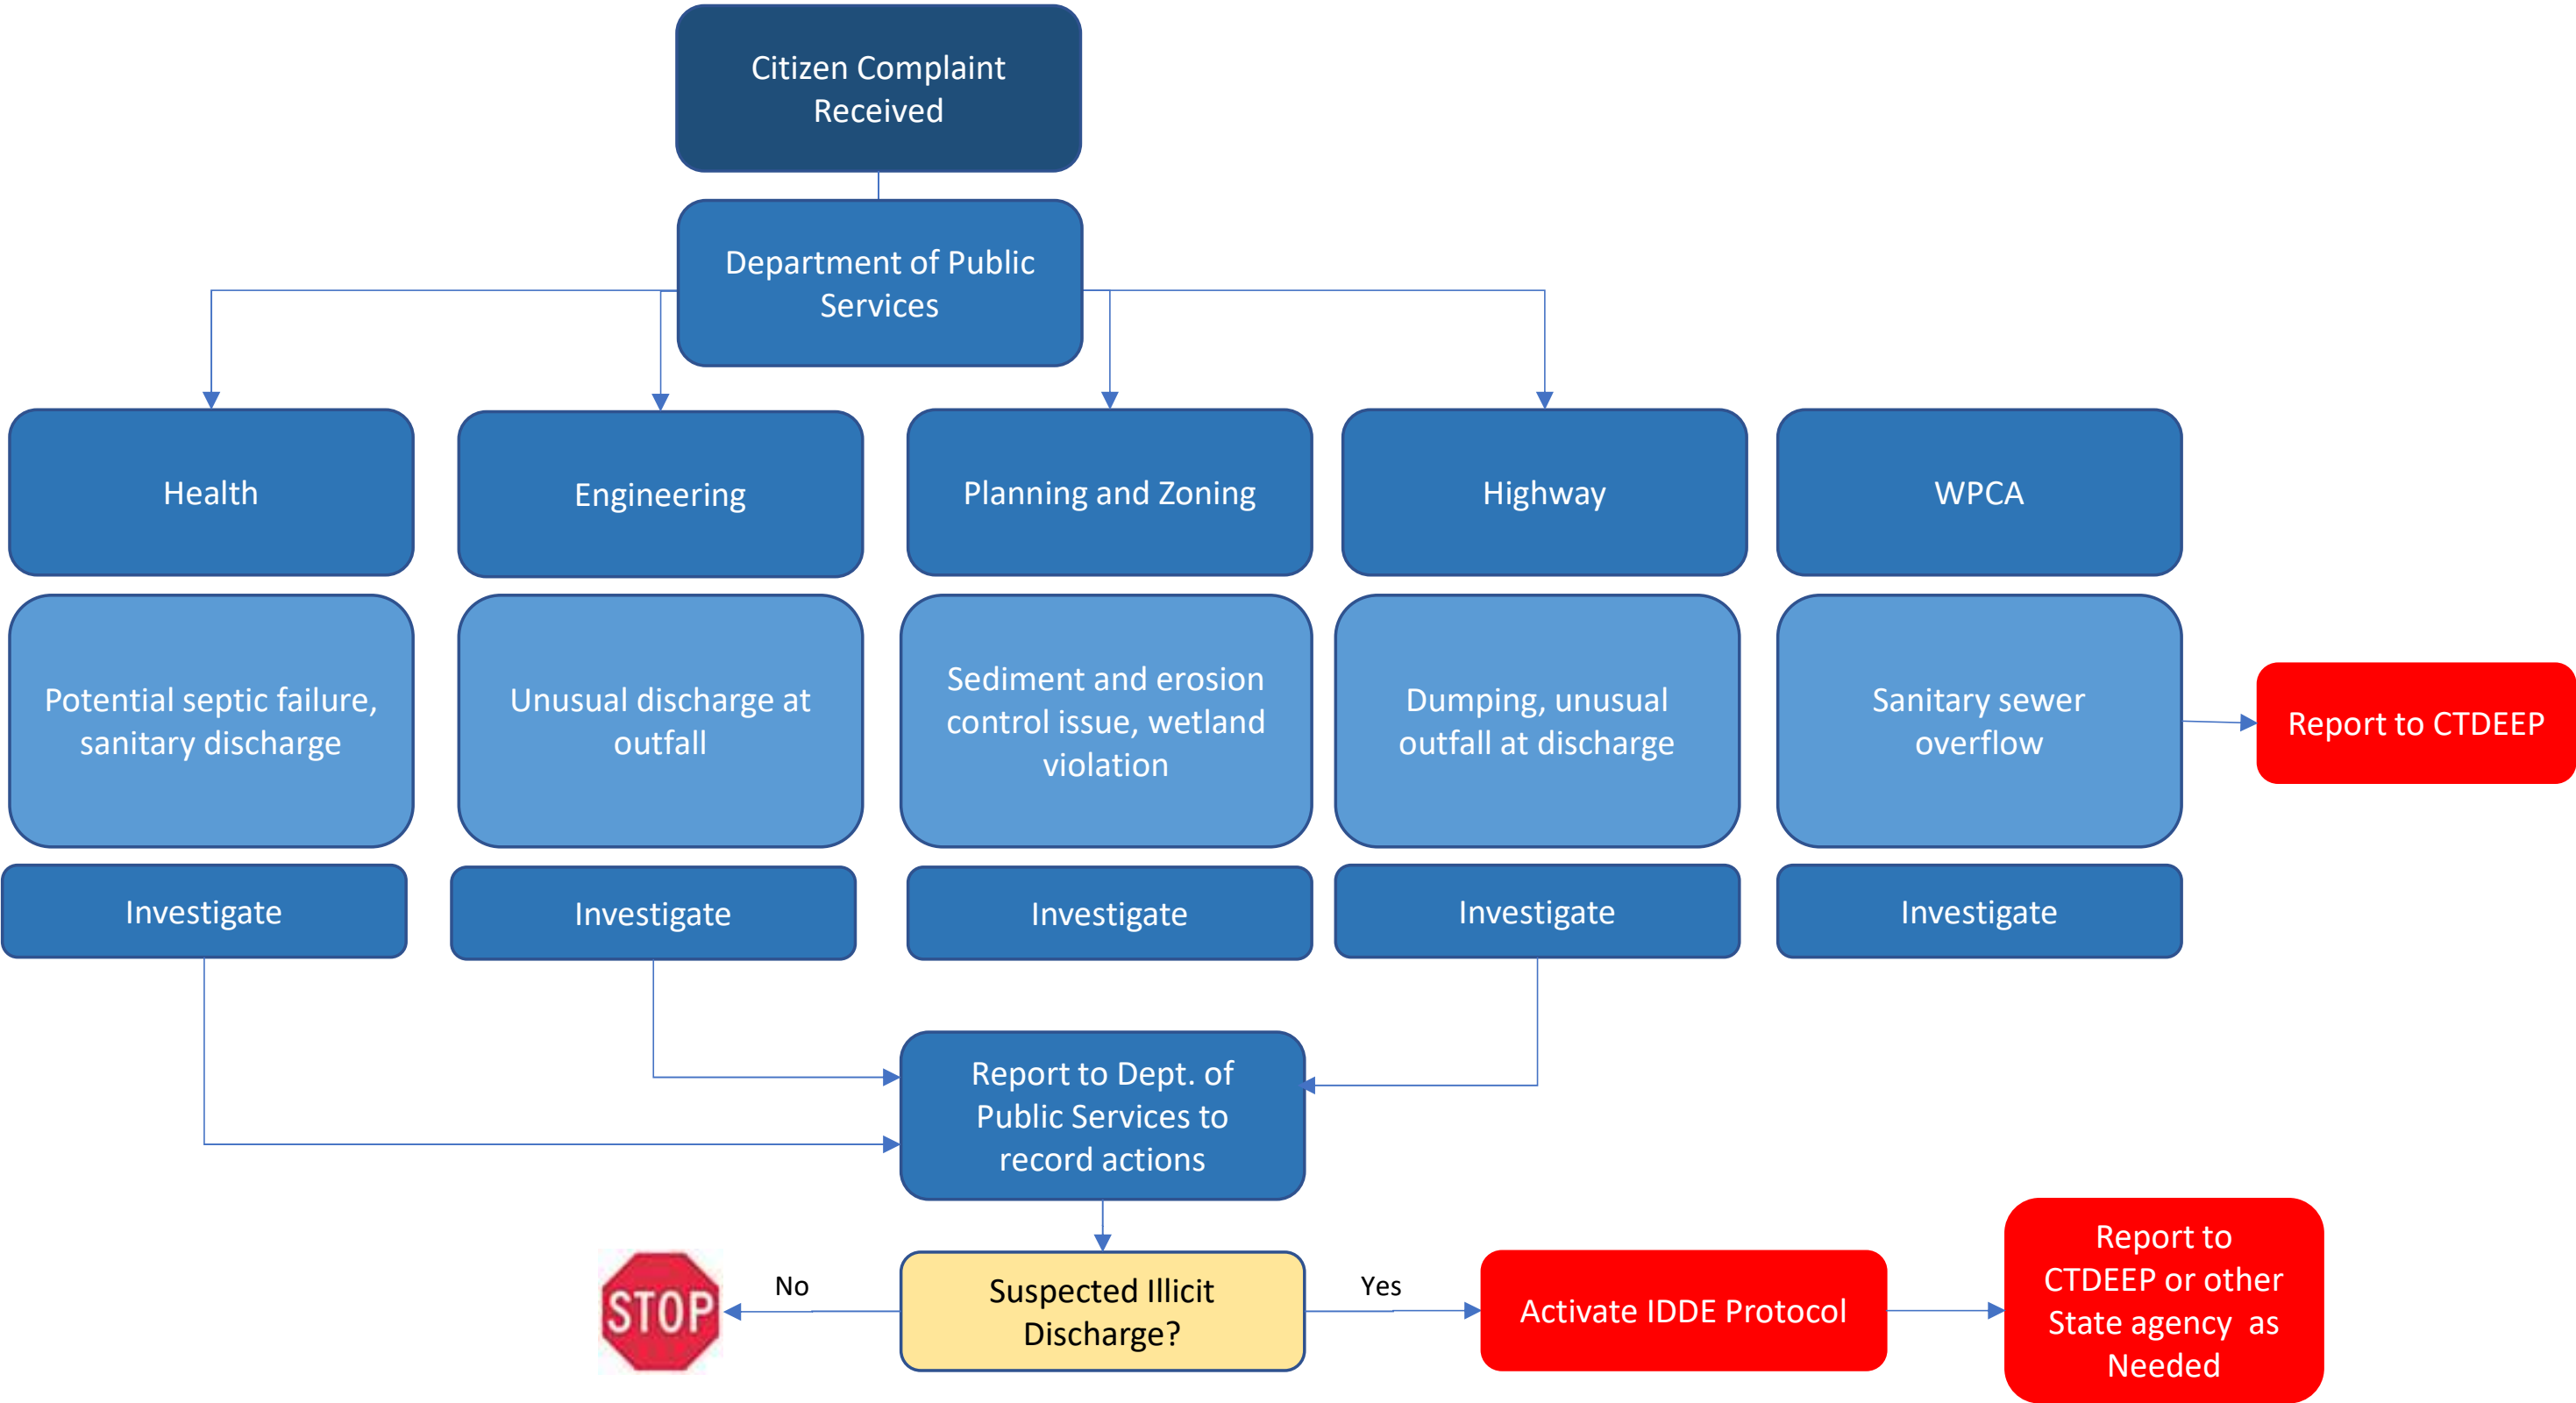 Citizen Complaint
Received
Department of Public
Services
Health
Engineering
Planning and Zoning
Highway
WPCA
Potential septic failure,
sanitary discharge
Unusual discharge at
outfall
Sediment and erosion
control issue, wetland
violation
Dumping, unusual
outfall at discharge
Sanitary sewer
overflow
Report to CTDEEP
Investigate
Investigate
Investigate
Investigate
Investigate
Report to Dept. of
Public Services to
record actions
STOP
No
Suspected Illicit
Discharge?
Yes
Activate IDDE Protocol
Report to
CTDEEP or other
State agency  as
Needed